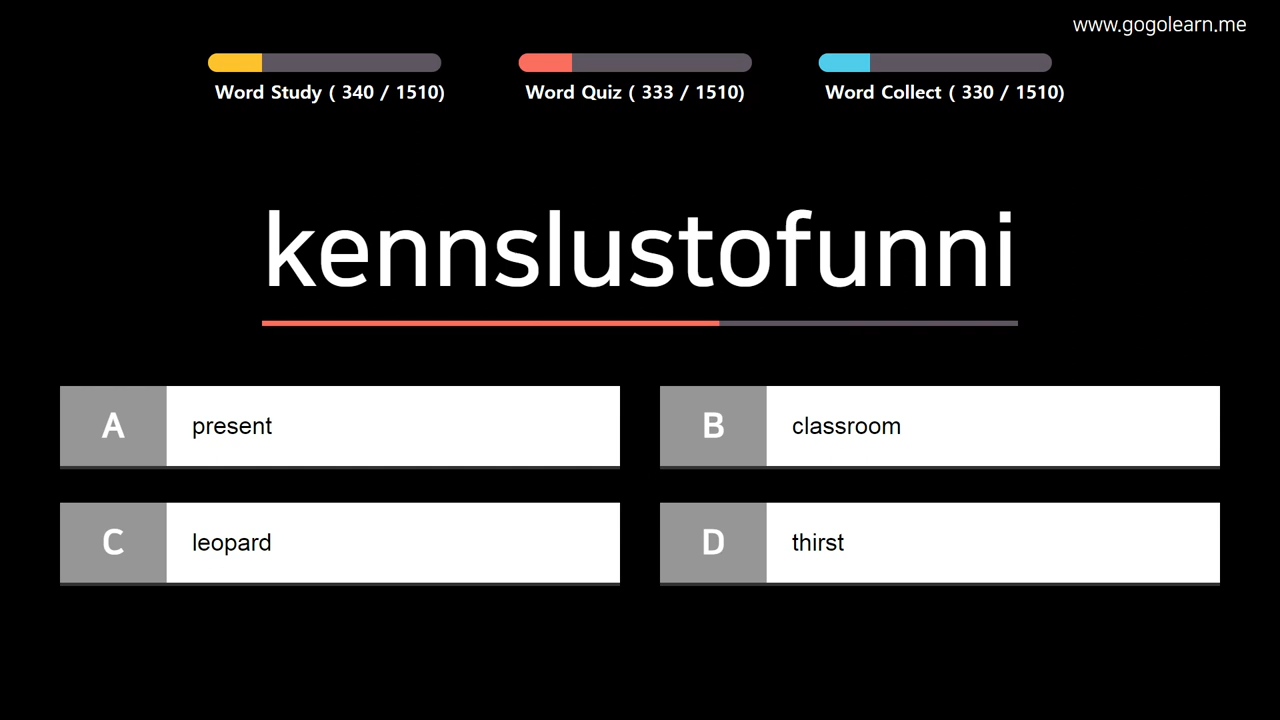 www.gogolearn.me
Word Study ( 340 / 1510)
Word Quiz ( 333 / 1510)
Word Collect ( 330 / 1510)
kennslustofunni
A present
B classroom
C leopard
D thirst